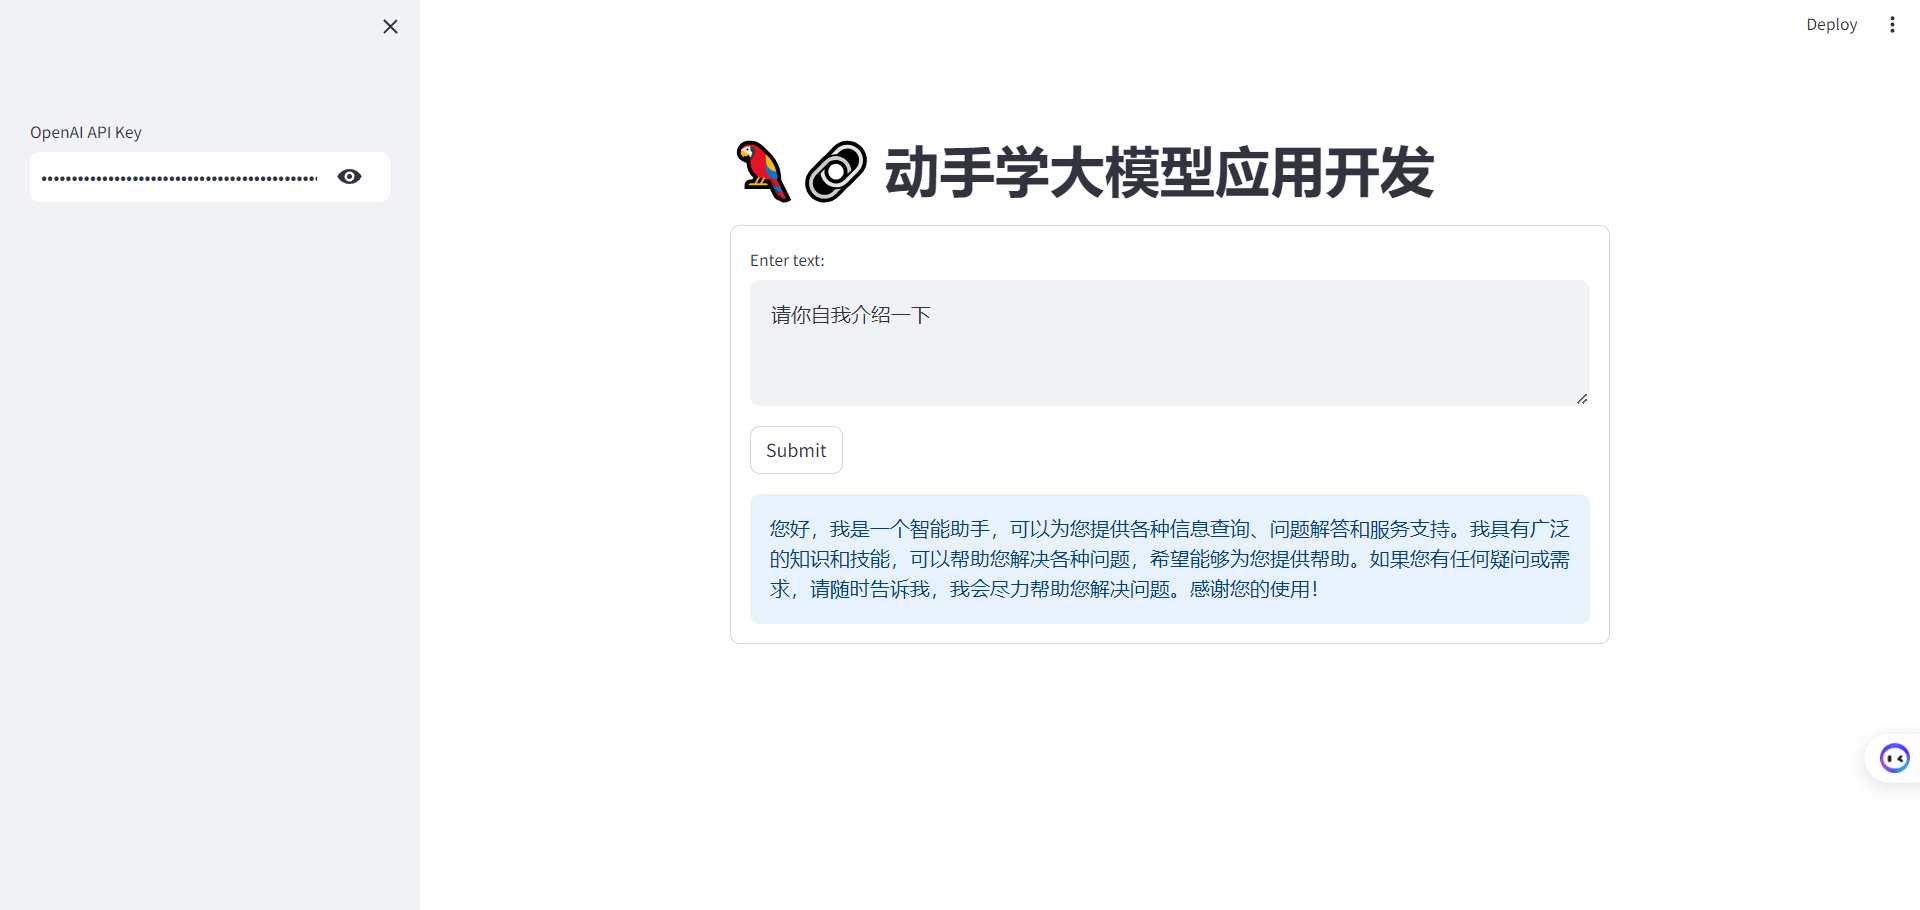 Deploy
OpenAI API Key
动手学大模型应用开发
Enter text:
请你自我介绍一下
Submit
您好，我是一个智能助手，可以为您提供各种信息查询、问题解答和服务支持。我具有广泛
的知识和技能，可以帮助您解决各种问题，希望能够为您提供帮助。如果您有任何疑问或需
求，请随时告诉我，我会尽力帮助您解决问题。感谢您的使用！